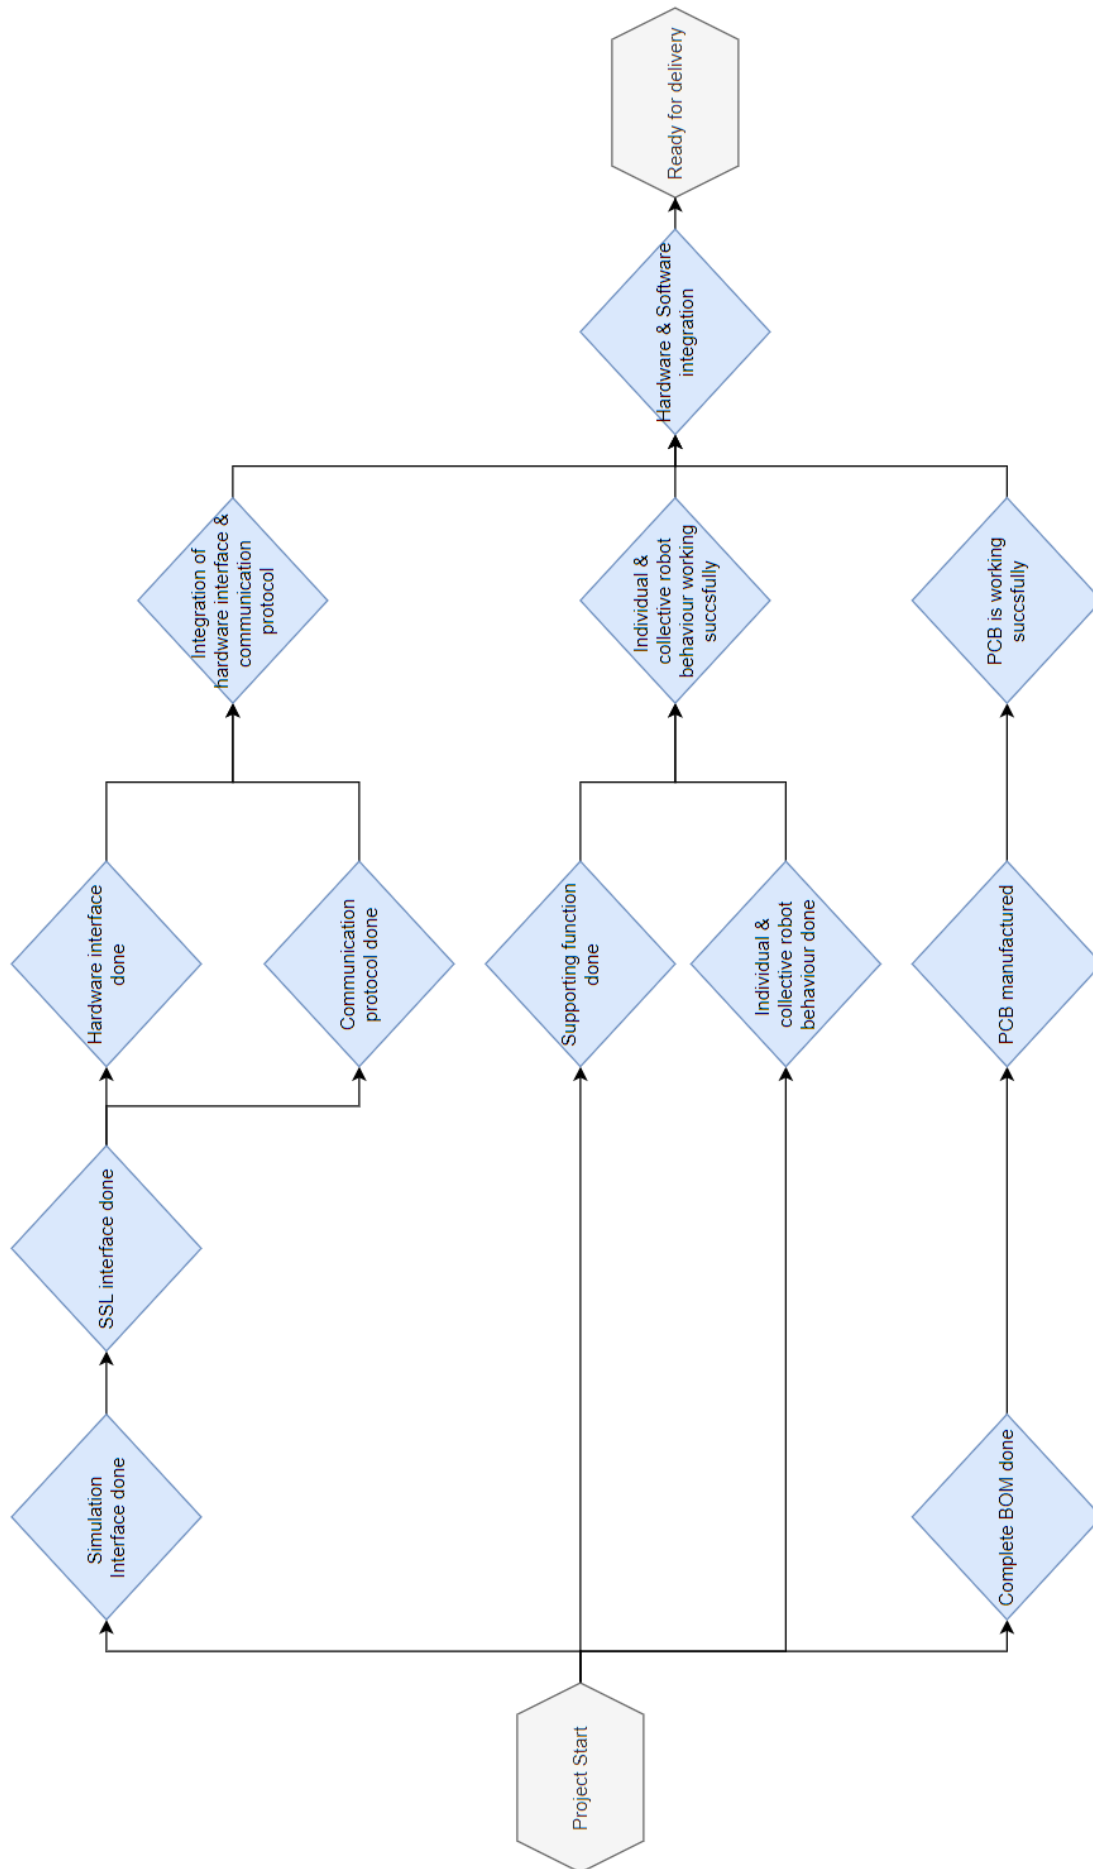 Project Start
Simulation
Interface done
SSL interface done
Hardware interface
done
Communication
protocol done
Integration of
hardware interface &
communication
protocol
Supporting function
done
Individual &
collective robot
behaviour done
Individual &
collective robot
behaviour working
succsfully
Complete BOM done
PCB manufactured
PCB is working
succsfully
Hardware & Software
integration
Ready for delivery